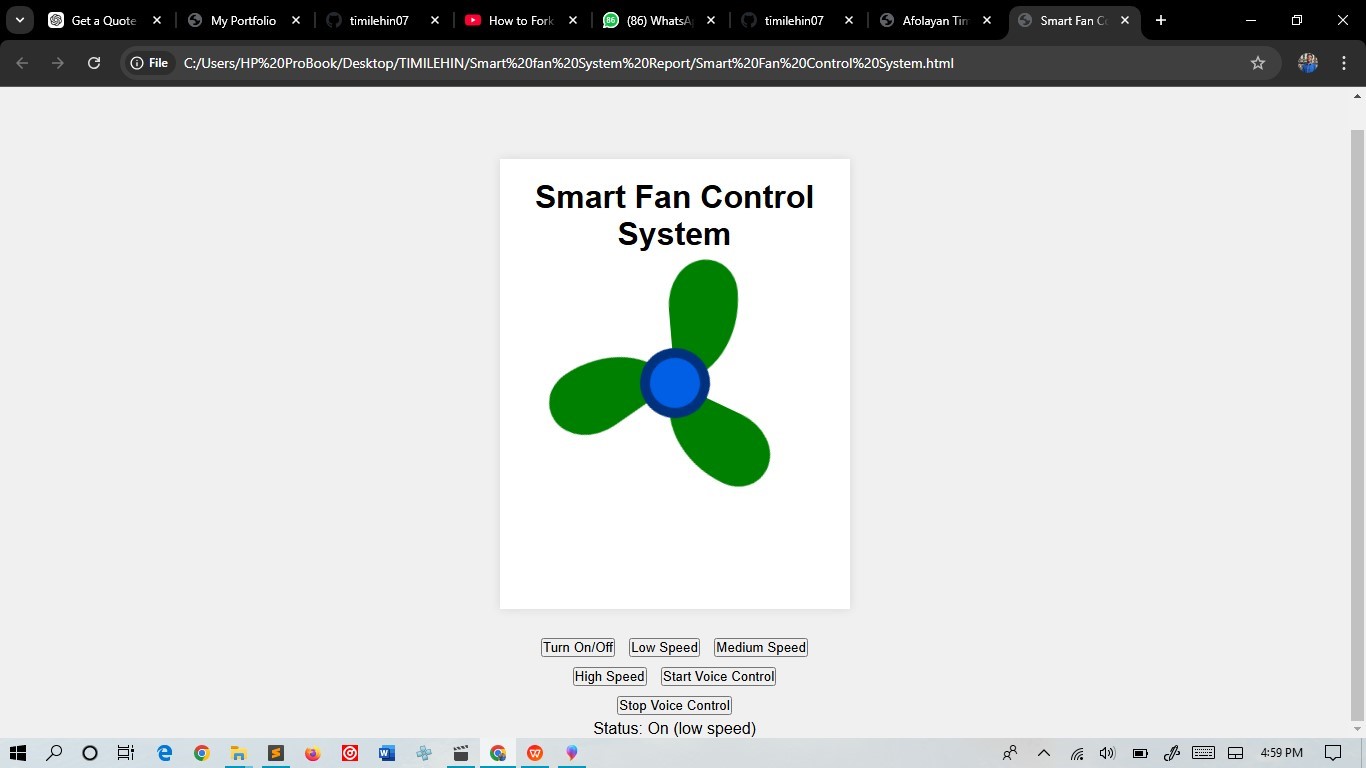 Get a Quote
My Portfolio
timilehin07
How to Fork
(86) WhatsA
timilehin07
Afolayan Tim
Smart Fan Co
File C:/Users/HP%20ProBook/Desktop/TIMILEHIN/Smart%20fan%20System%20Report/Smart%20Fan%20Control%20System.html
Smart Fan Control
System
Turn On/Off Low Speed Medium Speed
High Speed Start Voice Control
Stop Voice Control
Status: On (low speed)
4:59 PM